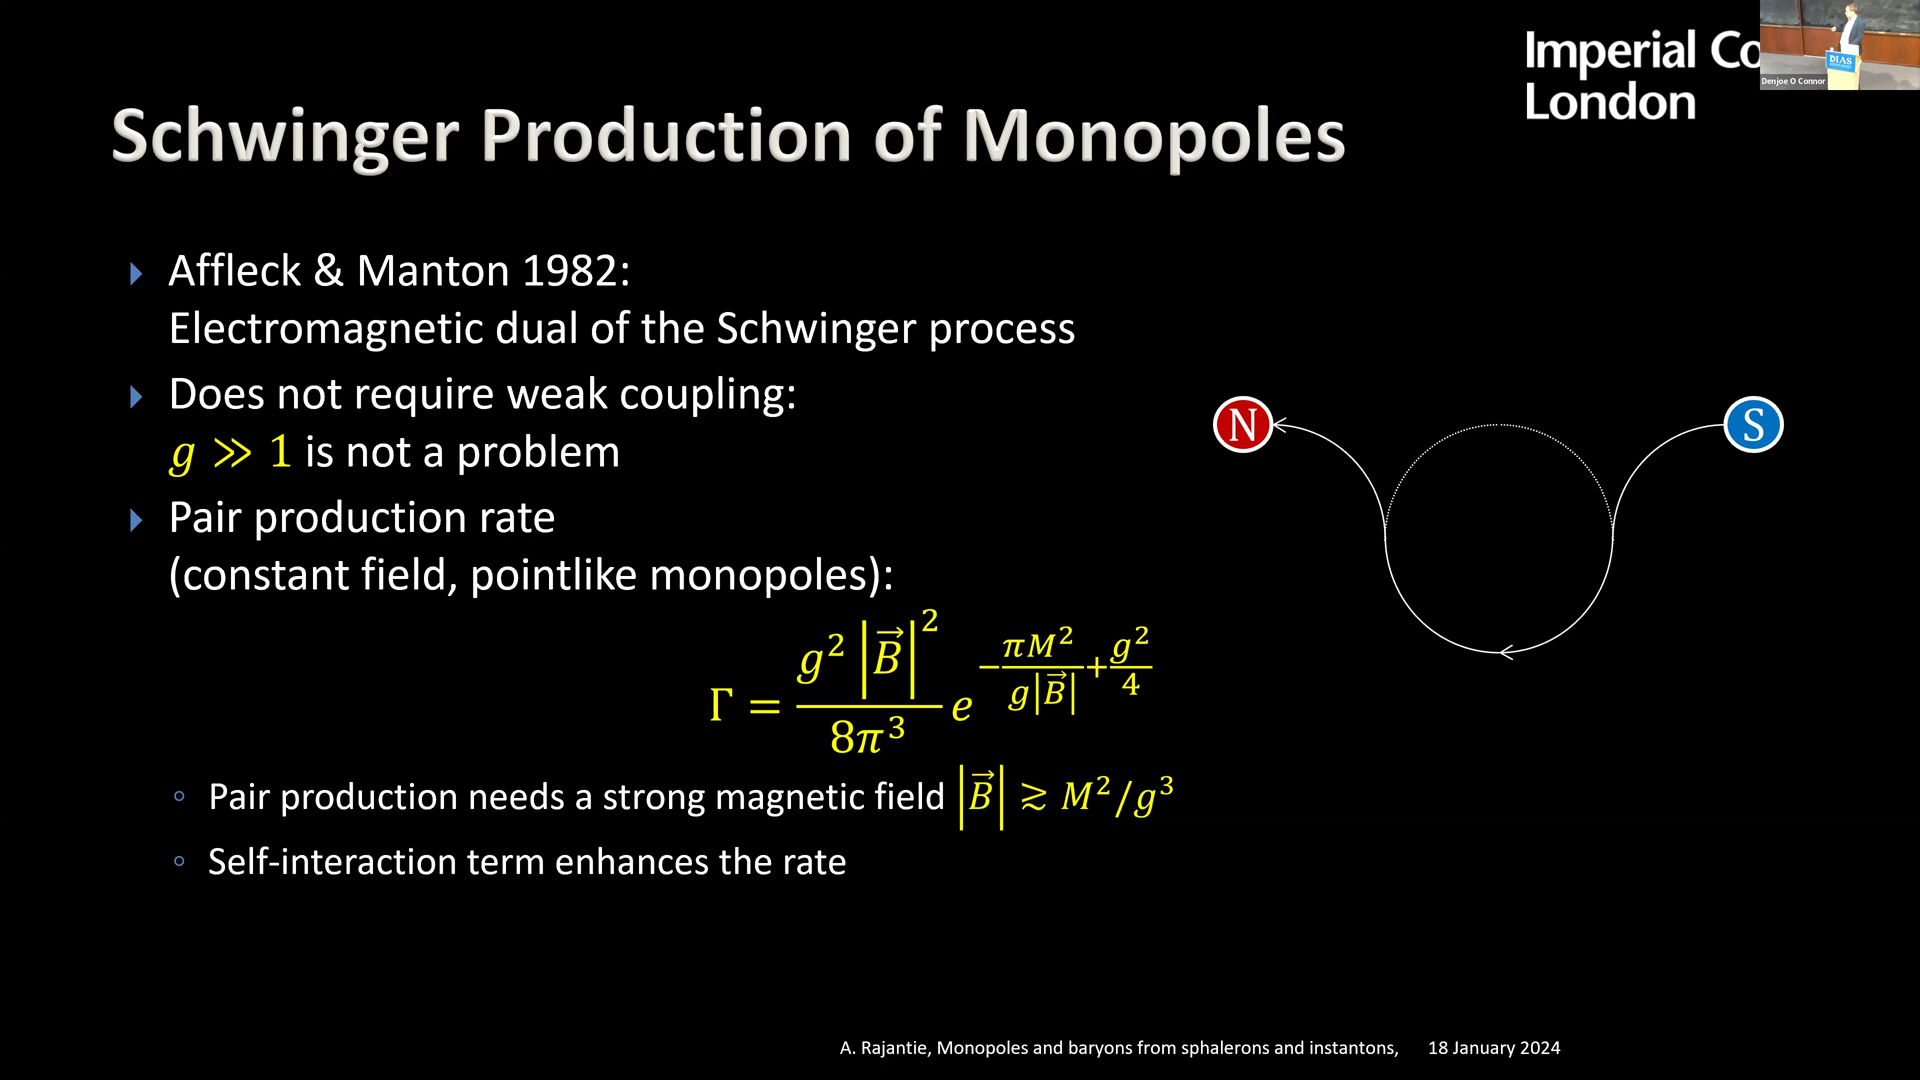 Imperial Co
London
DIAS
Denjoe O Connor
Schwinger Production of Monopoles
Affleck & Manton 1982:
Electromagnetic dual of the Schwinger process
Does not require weak coupling:
g ≫ 1 is not a problem
Pair production rate
(constant field, pointlike monopoles):
Γ = g² |B⃗|² / 8π³ e^(−πM²/g|B⃗| + g²/4)
Pair production needs a strong magnetic field |B⃗| ≳ M²/g³
Self-interaction term enhances the rate
N
S
A. Rajantie, Monopoles and baryons from sphalerons and instantons, 18 January 2024